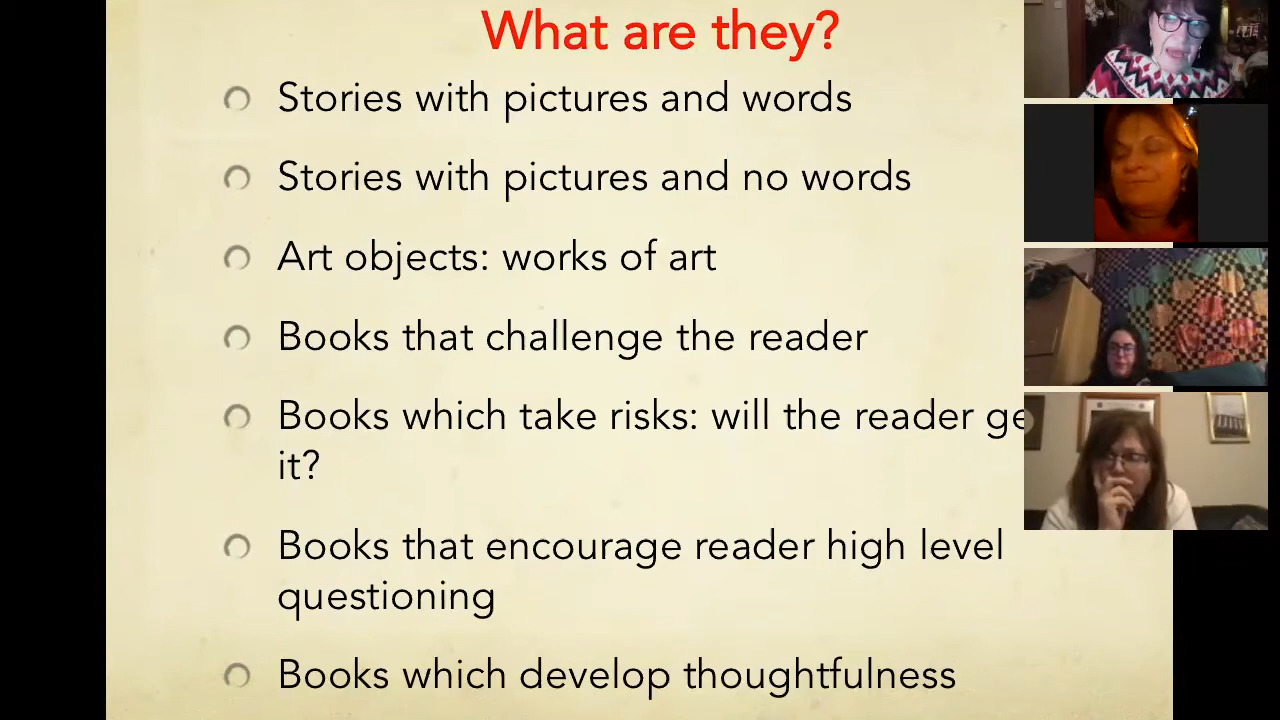 What are they?
Stories with pictures and words
Stories with pictures and no words
Art objects: works of art
Books that challenge the reader
Books which take risks: will the reader ge
it?
Books that encourage reader high level
questioning
Books which develop thoughtfulness